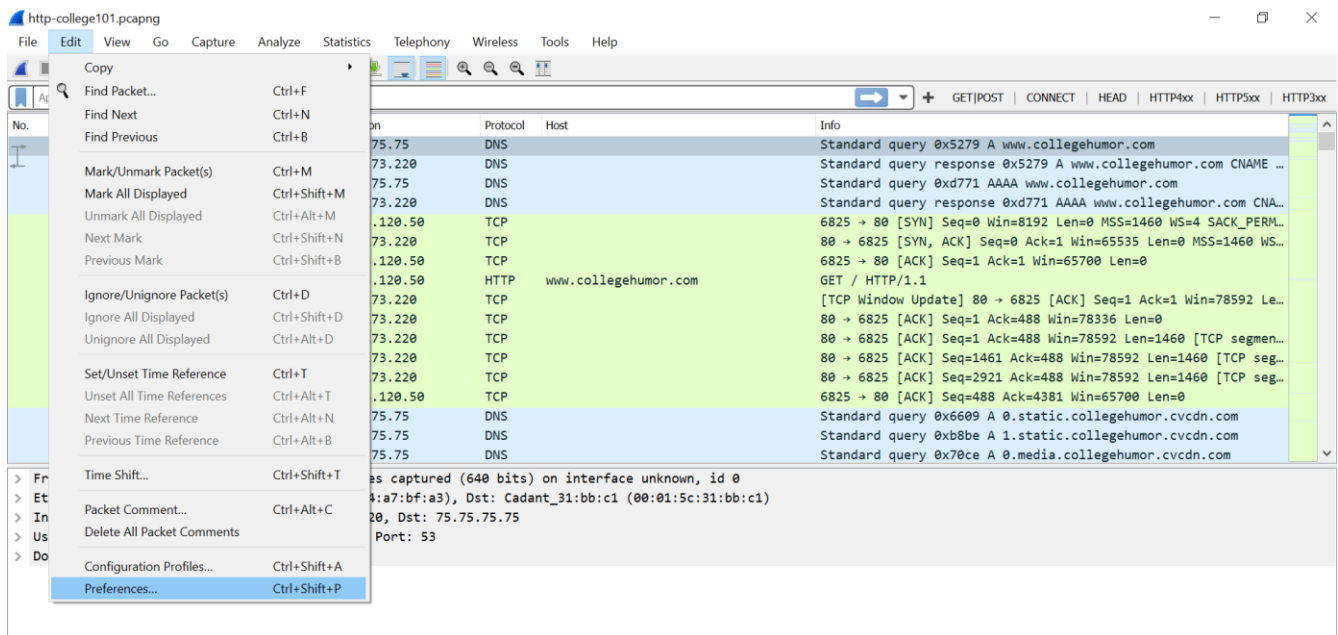 http-college101.pcapng
File Edit View Go Capture Analyze Statistics Telephony Wireless Tools Help
GET|POST | CONNECT | HEAD | HTTP4xx | HTTP5xx | HTTP3xx
Copy
Find Packet... Ctrl+F
Find Next Ctrl+N
Find Previous Ctrl+B
Mark/Unmark Packet(s) Ctrl+M
Mark All Displayed Ctrl+Shift+M
Unmark All Displayed Ctrl+Alt+M
Next Mark Ctrl+Shift+N
Previous Mark Ctrl+Shift+B
Ignore/Unignore Packet(s) Ctrl+D
Ignore All Displayed Ctrl+Shift+D
Unignore All Displayed Ctrl+Alt+D
Set/Unset Time Reference Ctrl+T
Unset All Time References Ctrl+Alt+T
Next Time Reference Ctrl+Alt+N
Previous Time Reference Ctrl+Alt+B
Time Shift... Ctrl+Shift+T
Packet Comment... Ctrl+Alt+C
Delete All Packet Comments
Configuration Profiles... Ctrl+Shift+A
Preferences... Ctrl+Shift+P
No. on Protocol Host Info
75.75 DNS Standard query 0x5279 A www.collegehumor.com
73.220 DNS Standard query response 0x5279 A www.collegehumor.com CNAME …
75.75 DNS Standard query 0xd771 AAAA www.collegehumor.com
73.220 DNS Standard query response 0xd771 AAAA www.collegehumor.com CNA…
.120.50 TCP 6825 → 80 [SYN] Seq=0 Win=8192 Len=0 MSS=1460 WS=4 SACK_PERM…
73.220 TCP 80 → 6825 [SYN, ACK] Seq=0 Ack=1 Win=65535 Len=0 MSS=1460 WS…
.120.50 TCP 6825 → 80 [ACK] Seq=1 Ack=1 Win=65700 Len=0
.120.50 HTTP www.collegehumor.com GET / HTTP/1.1
73.220 TCP [TCP Window Update] 80 → 6825 [ACK] Seq=1 Ack=1 Win=78592 Le…
73.220 TCP 80 → 6825 [ACK] Seq=1 Ack=488 Win=78336 Len=0
73.220 TCP 80 → 6825 [ACK] Seq=1 Ack=488 Win=78592 Len=1460 [TCP segmen…
73.220 TCP 80 → 6825 [ACK] Seq=1461 Ack=488 Win=78592 Len=1460 [TCP seg…
73.220 TCP 80 → 6825 [ACK] Seq=2921 Ack=488 Win=78592 Len=1460 [TCP seg…
.120.50 TCP 6825 → 80 [ACK] Seq=488 Ack=4381 Win=65700 Len=0
75.75 DNS Standard query 0x6609 A 0.static.collegehumor.cvcdn.com
75.75 DNS Standard query 0xb8be A 1.static.collegehumor.cvcdn.com
75.75 DNS Standard query 0x70ce A 0.media.collegehumor.cvcdn.com
> Fr es captured (640 bits) on interface unknown, id 0
> Et 4:a7:bf:a3), Dst: Cadant_31:bb:c1 (00:01:5c:31:bb:c1)
> In 20, Dst: 75.75.75.75
> Us Port: 53
> Do